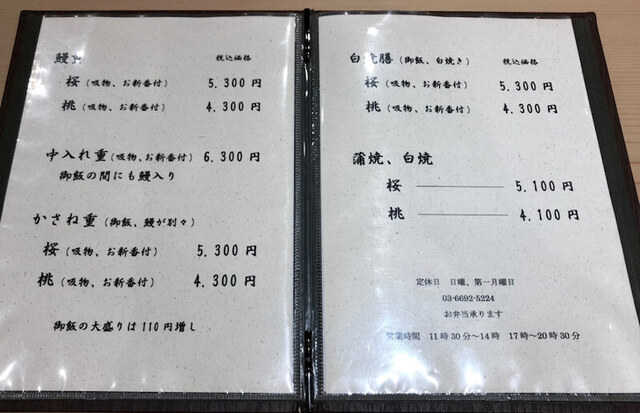 鰻重 税込価格
桜(吸物、お新香付) 5.300円
桃(吸物、お新香付) 4.300円
中入れ重(吸物、お新香付) 6.300円
御飯の間にも鰻入り
かさね重(御飯、鰻が別々)
桜(吸物、お新香付) 5.300円
桃(吸物、お新香付) 4.300円
御飯の大盛りは110円増し
白焼膳(御飯、白焼き) 税込価格
桜(吸物、お新香付) 5.300円
桃(吸物、お新香付) 4.300円
蒲焼、白焼
桜 5.100円
桃 4.100円
定休日 日曜、第一月曜日
03-6692-5224
お弁当承ります
営業時間 11時30分～14時 17時～20時30分